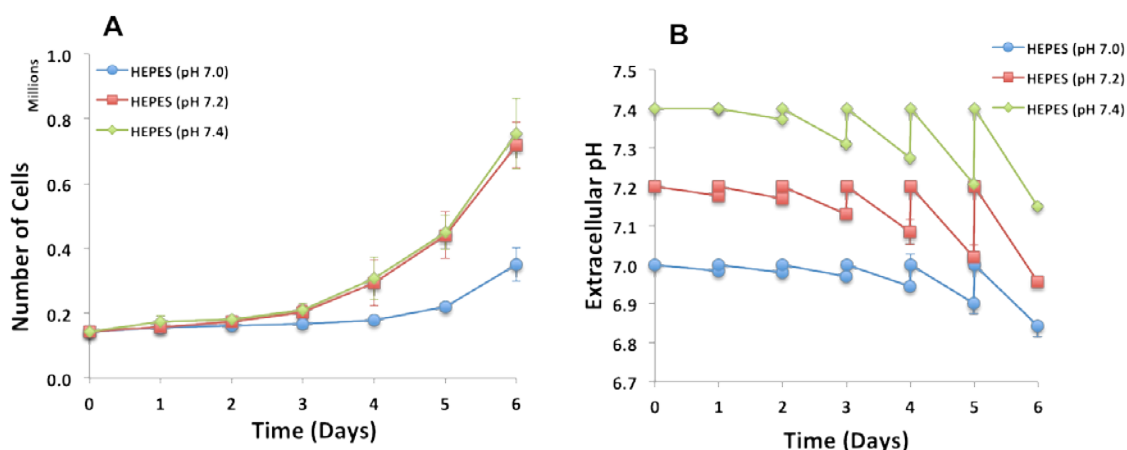 A
1.0
0.8
0.6
0.4
0.2
0.0
Millions
Number of Cells
HEPES (pH 7.0)
HEPES (pH 7.2)
HEPES (pH 7.4)
0 1 2 3 4 5 6
Time (Days)
B
7.5
7.4
7.3
7.2
7.1
7.0
6.9
6.8
6.7
Extracellular pH
HEPES (pH 7.0)
HEPES (pH 7.2)
HEPES (pH 7.4)
0 1 2 3 4 5 6
Time (Days)